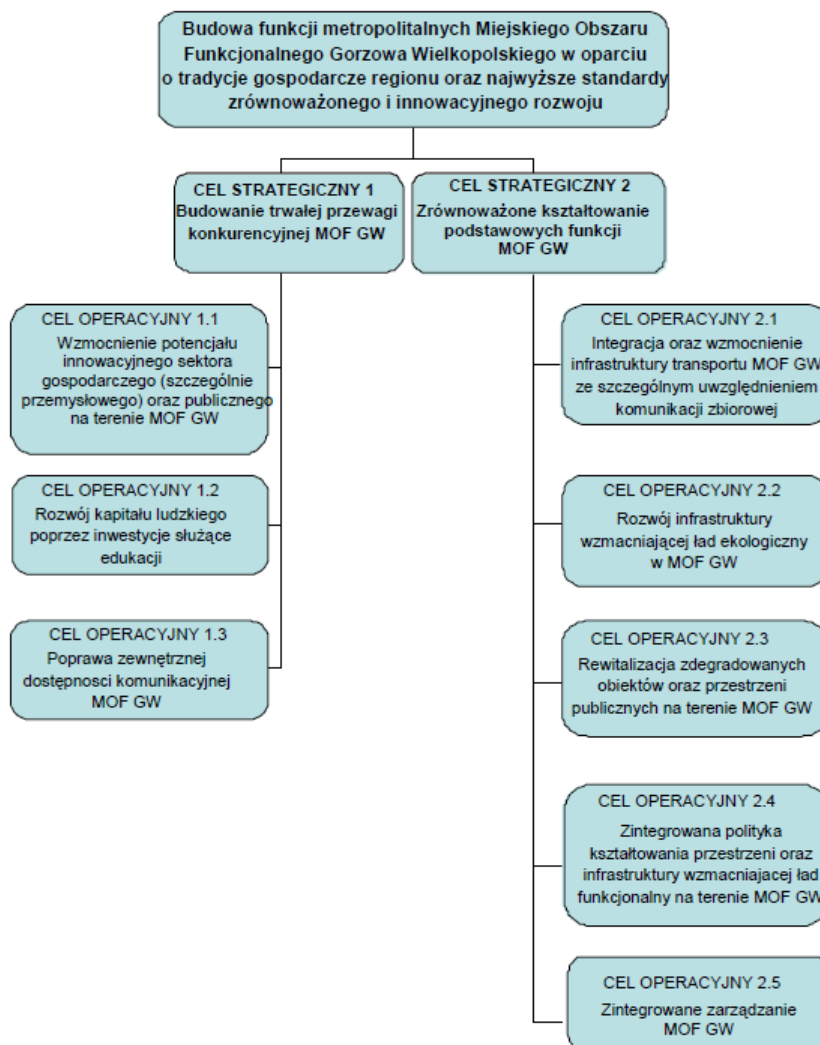 Budowa funkcji metropolitalnych Miejskiego Obszaru
Funkcjonalnego Gorzowa Wielkopolskiego w oparciu
o tradycje gospodarcze regionu oraz najwyższe standardy
zrównoważonego i innowacyjnego rozwoju
CEL STRATEGICZNY 1
Budowanie trwałej przewagi
konkurencyjnej MOF GW
CEL STRATEGICZNY 2
Zrównoważone kształtowanie
podstawowych funkcji
MOF GW
CEL OPERACYJNY 1.1
Wzmocnienie potencjału
innowacyjnego sektora
gospodarczego (szczególnie
przemysłowego) oraz publicznego
na terenie MOF GW
CEL OPERACYJNY 1.2
Rozwój kapitału ludzkiego
poprzez inwestycje służące
edukacji
CEL OPERACYJNY 1.3
Poprawa zewnętrznej
dostępnosci komunikacyjnej
MOF GW
CEL OPERACYJNY 2.1
Integracja oraz wzmocnienie
infrastruktury transportu MOF GW
ze szczególnym uwzględnieniem
komunikacji zbiorowej
CEL OPERACYJNY 2.2
Rozwój infrastruktury
wzmacniającej ład ekologiczny
w MOF GW
CEL OPERACYJNY 2.3
Rewitalizacja zdegradowanych
obiektów oraz przestrzeni
publicznych na terenie MOF GW
CEL OPERACYJNY 2.4
Zintegrowana polityka
kształtowania przestrzeni oraz
infrastruktury wzmacniajacej ład
funkcjonalny na terenie MOF GW
CEL OPERACYJNY 2.5
Zintegrowane zarządzanie
MOF GW